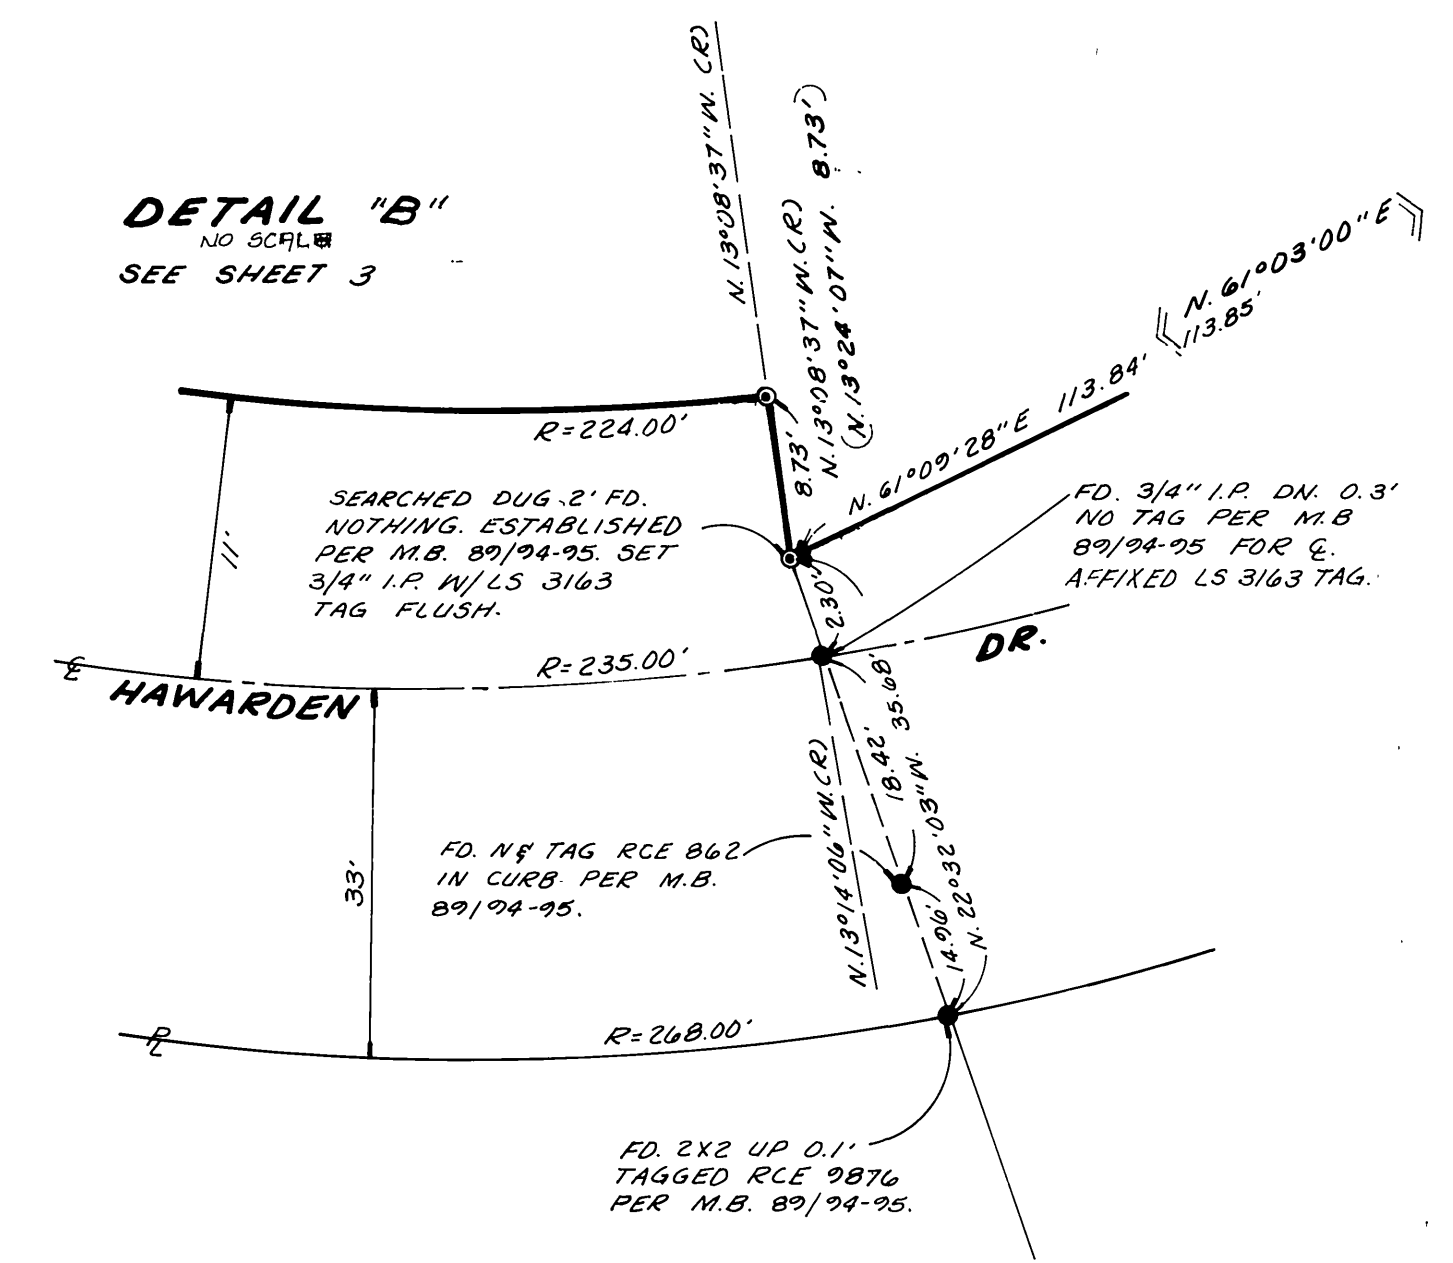 DETAIL "B"
NO SCALE
SEE SHEET 3
N. 13°08'37"W. (R)
8.73'
N. 13°08'37"W. (R)
(N. 13°24'07"W. 8.73')
N. 61°09'28"E 113.84'
⟪N. 61°03'00"E⟫
113.85'
R=224.00'
SEARCHED DUG 2' FD.
NOTHING. ESTABLISHED
PER M.B. 89/94-95. SET
3/4" I.P. W/LS 3163
TAG FLUSH.
FD. 3/4" I.P. DN. 0.3'
NO TAG PER M.B
89/94-95 FOR ℄.
AFFIXED LS 3163 TAG.
11'
2.30'
℄
HAWARDEN
DR.
R=235.00'
33'
18.42'
N. 22°32'03"W. 35.68'
N. 13°14'06"W. (R)
14.96'
FD. N & TAG RCE 862
IN CURB PER M.B.
89/94-95.
PL
R=268.00'
FD. 2X2 UP 0.1'
TAGGED RCE 9876
PER M.B. 89/94-95.